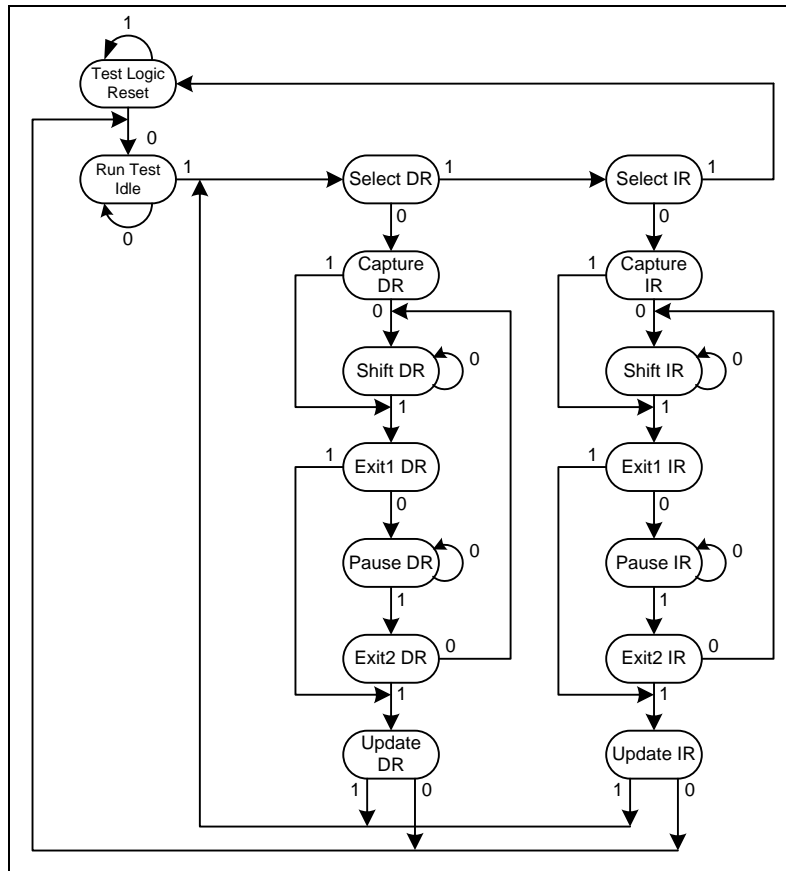 1
Test Logic
Reset
0
Run Test
Idle
1
0
Select DR
1
0
Select IR
1
0
Capture
DR
1
0
Capture
IR
1
0
Shift DR
0
1
Shift IR
0
1
Exit1 DR
1
0
Exit1 IR
1
0
Pause DR
0
1
Pause IR
0
1
Exit2 DR
0
1
Exit2 IR
0
1
Update
DR
1
0
Update IR
1
0